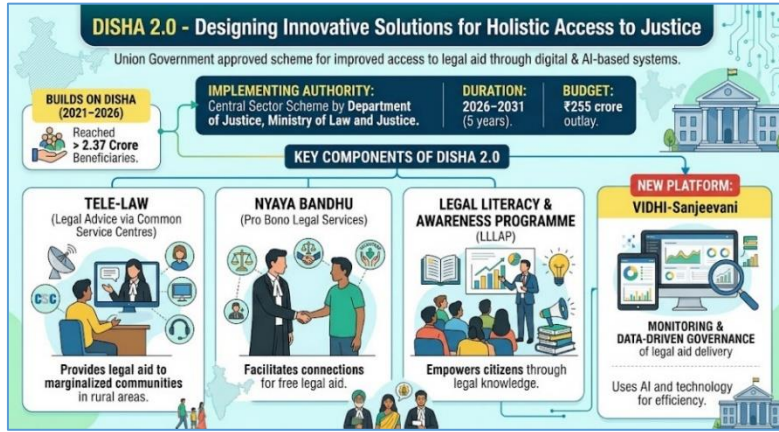 DISHA 2.0 - Designing Innovative Solutions for Holistic Access to Justice
Union Government approved scheme for improved access to legal aid through digital & AI-based systems.
BUILDS ON DISHA
(2021–2026)
Reached
> 2.37 Crore
Beneficiaries.
IMPLEMENTING AUTHORITY:
Central Sector Scheme by Department
of Justice, Ministry of Law and Justice.
DURATION:
2026–2031
(5 years).
BUDGET:
₹255 crore
outlay.
KEY COMPONENTS OF DISHA 2.0
TELE-LAW
(Legal Advice via Common
Service Centres)
CSC
Provides legal aid to
marginalized communities
in rural areas.
NYAYA BANDHU
(Pro Bono Legal Services)
Facilitates connections
for free legal aid.
LEGAL LITERACY &
AWARENESS PROGRAMME
(LLLAP)
Empowers citizens through
legal knowledge.
NEW PLATFORM:
VIDHI-Sanjeevani
MONITORING &
DATA-DRIVEN GOVERNANCE
of legal aid delivery
Uses AI and technology
for efficiency.